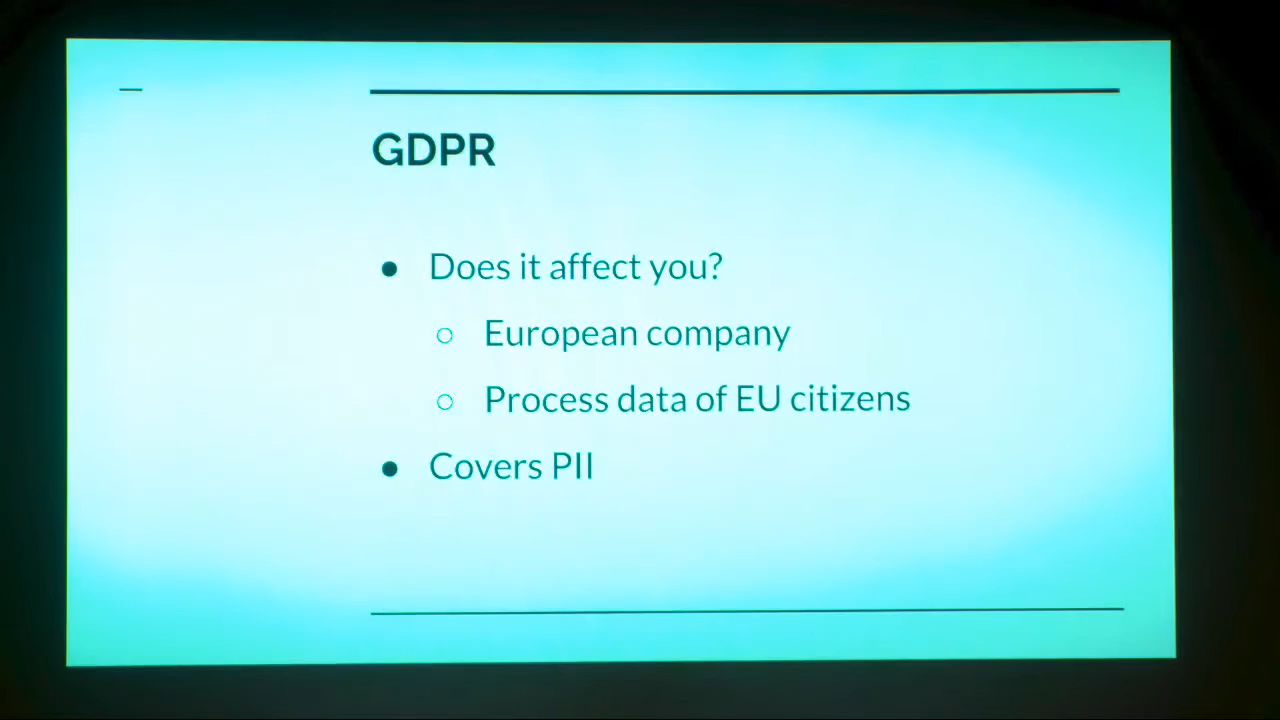 GDPR
● Does it affect you?
○ European company
○ Process data of EU citizens
● Covers PII